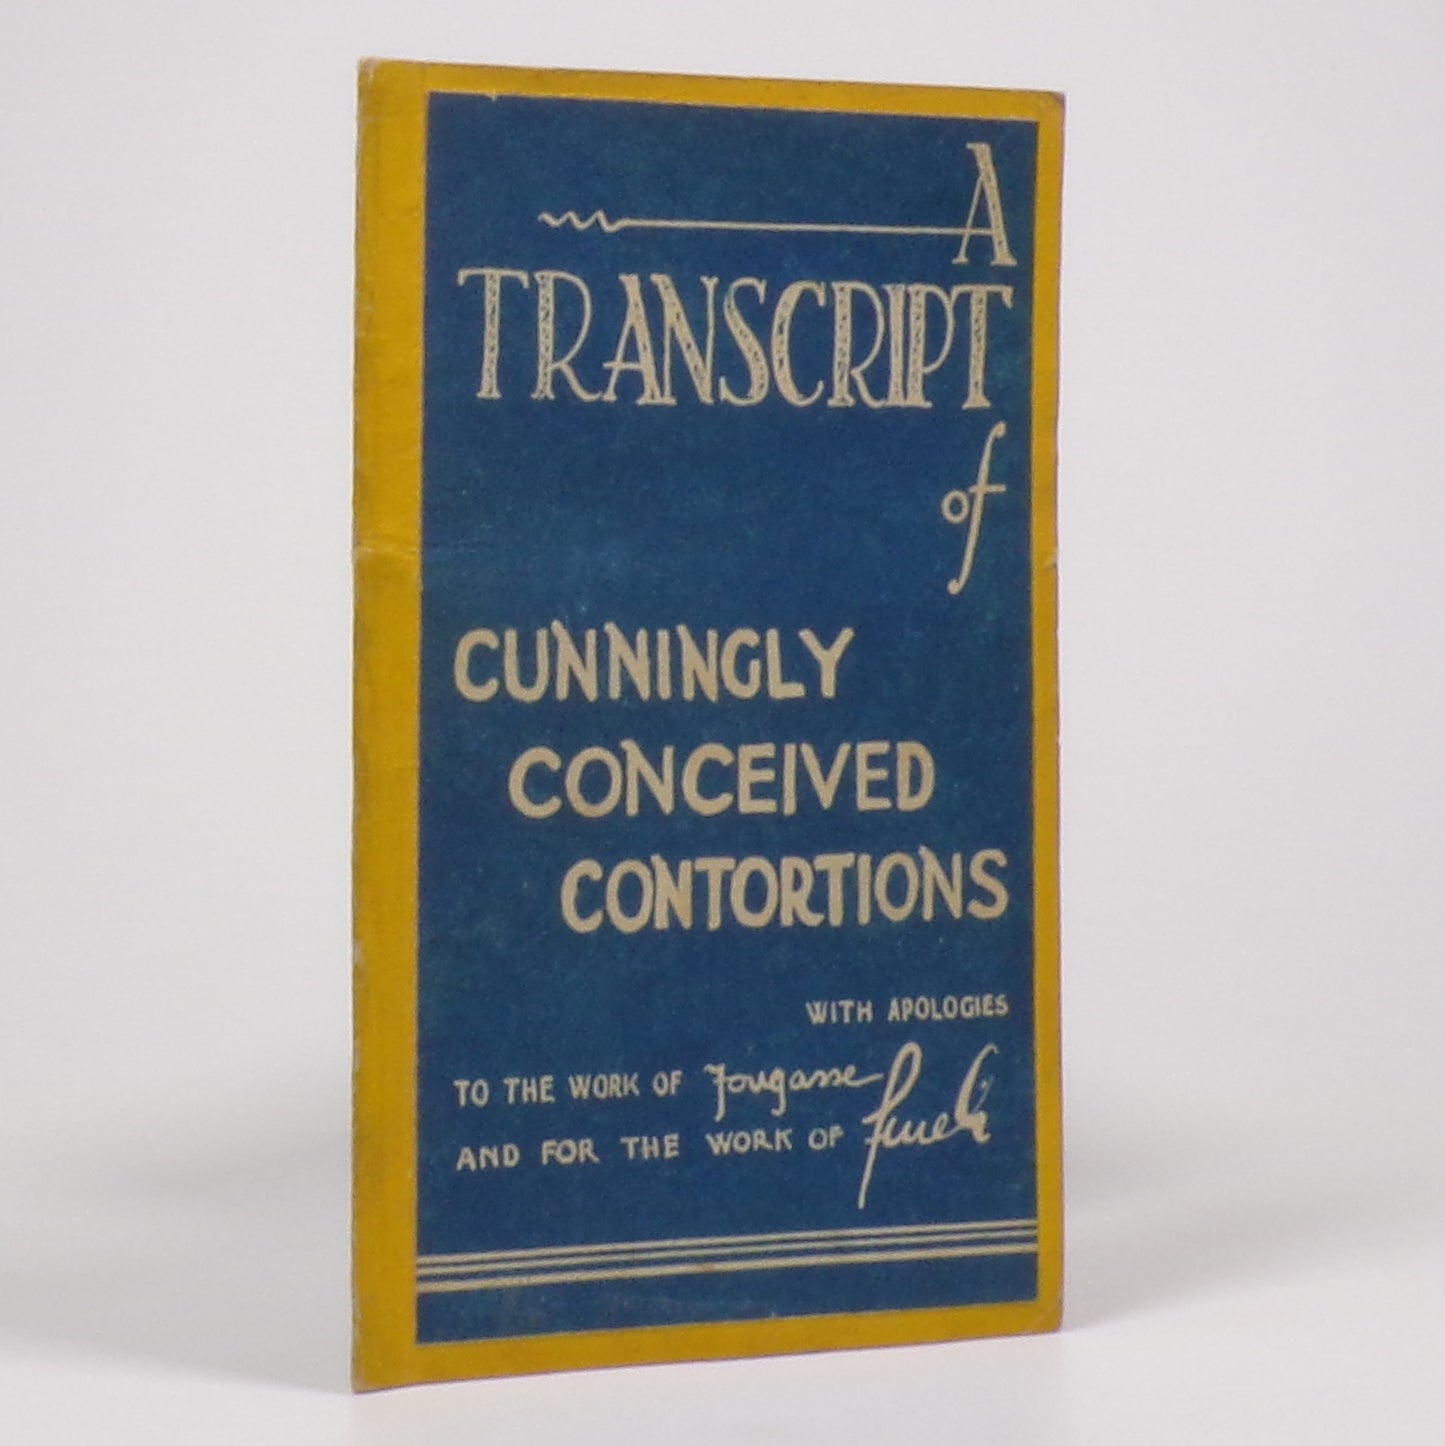 A
TRANSCRIPT
of
CUNNINGLY
CONCEIVED
CONTORTIONS
WITH APOLOGIES
TO THE WORK OF Fougasse
AND FOR THE WORK OF